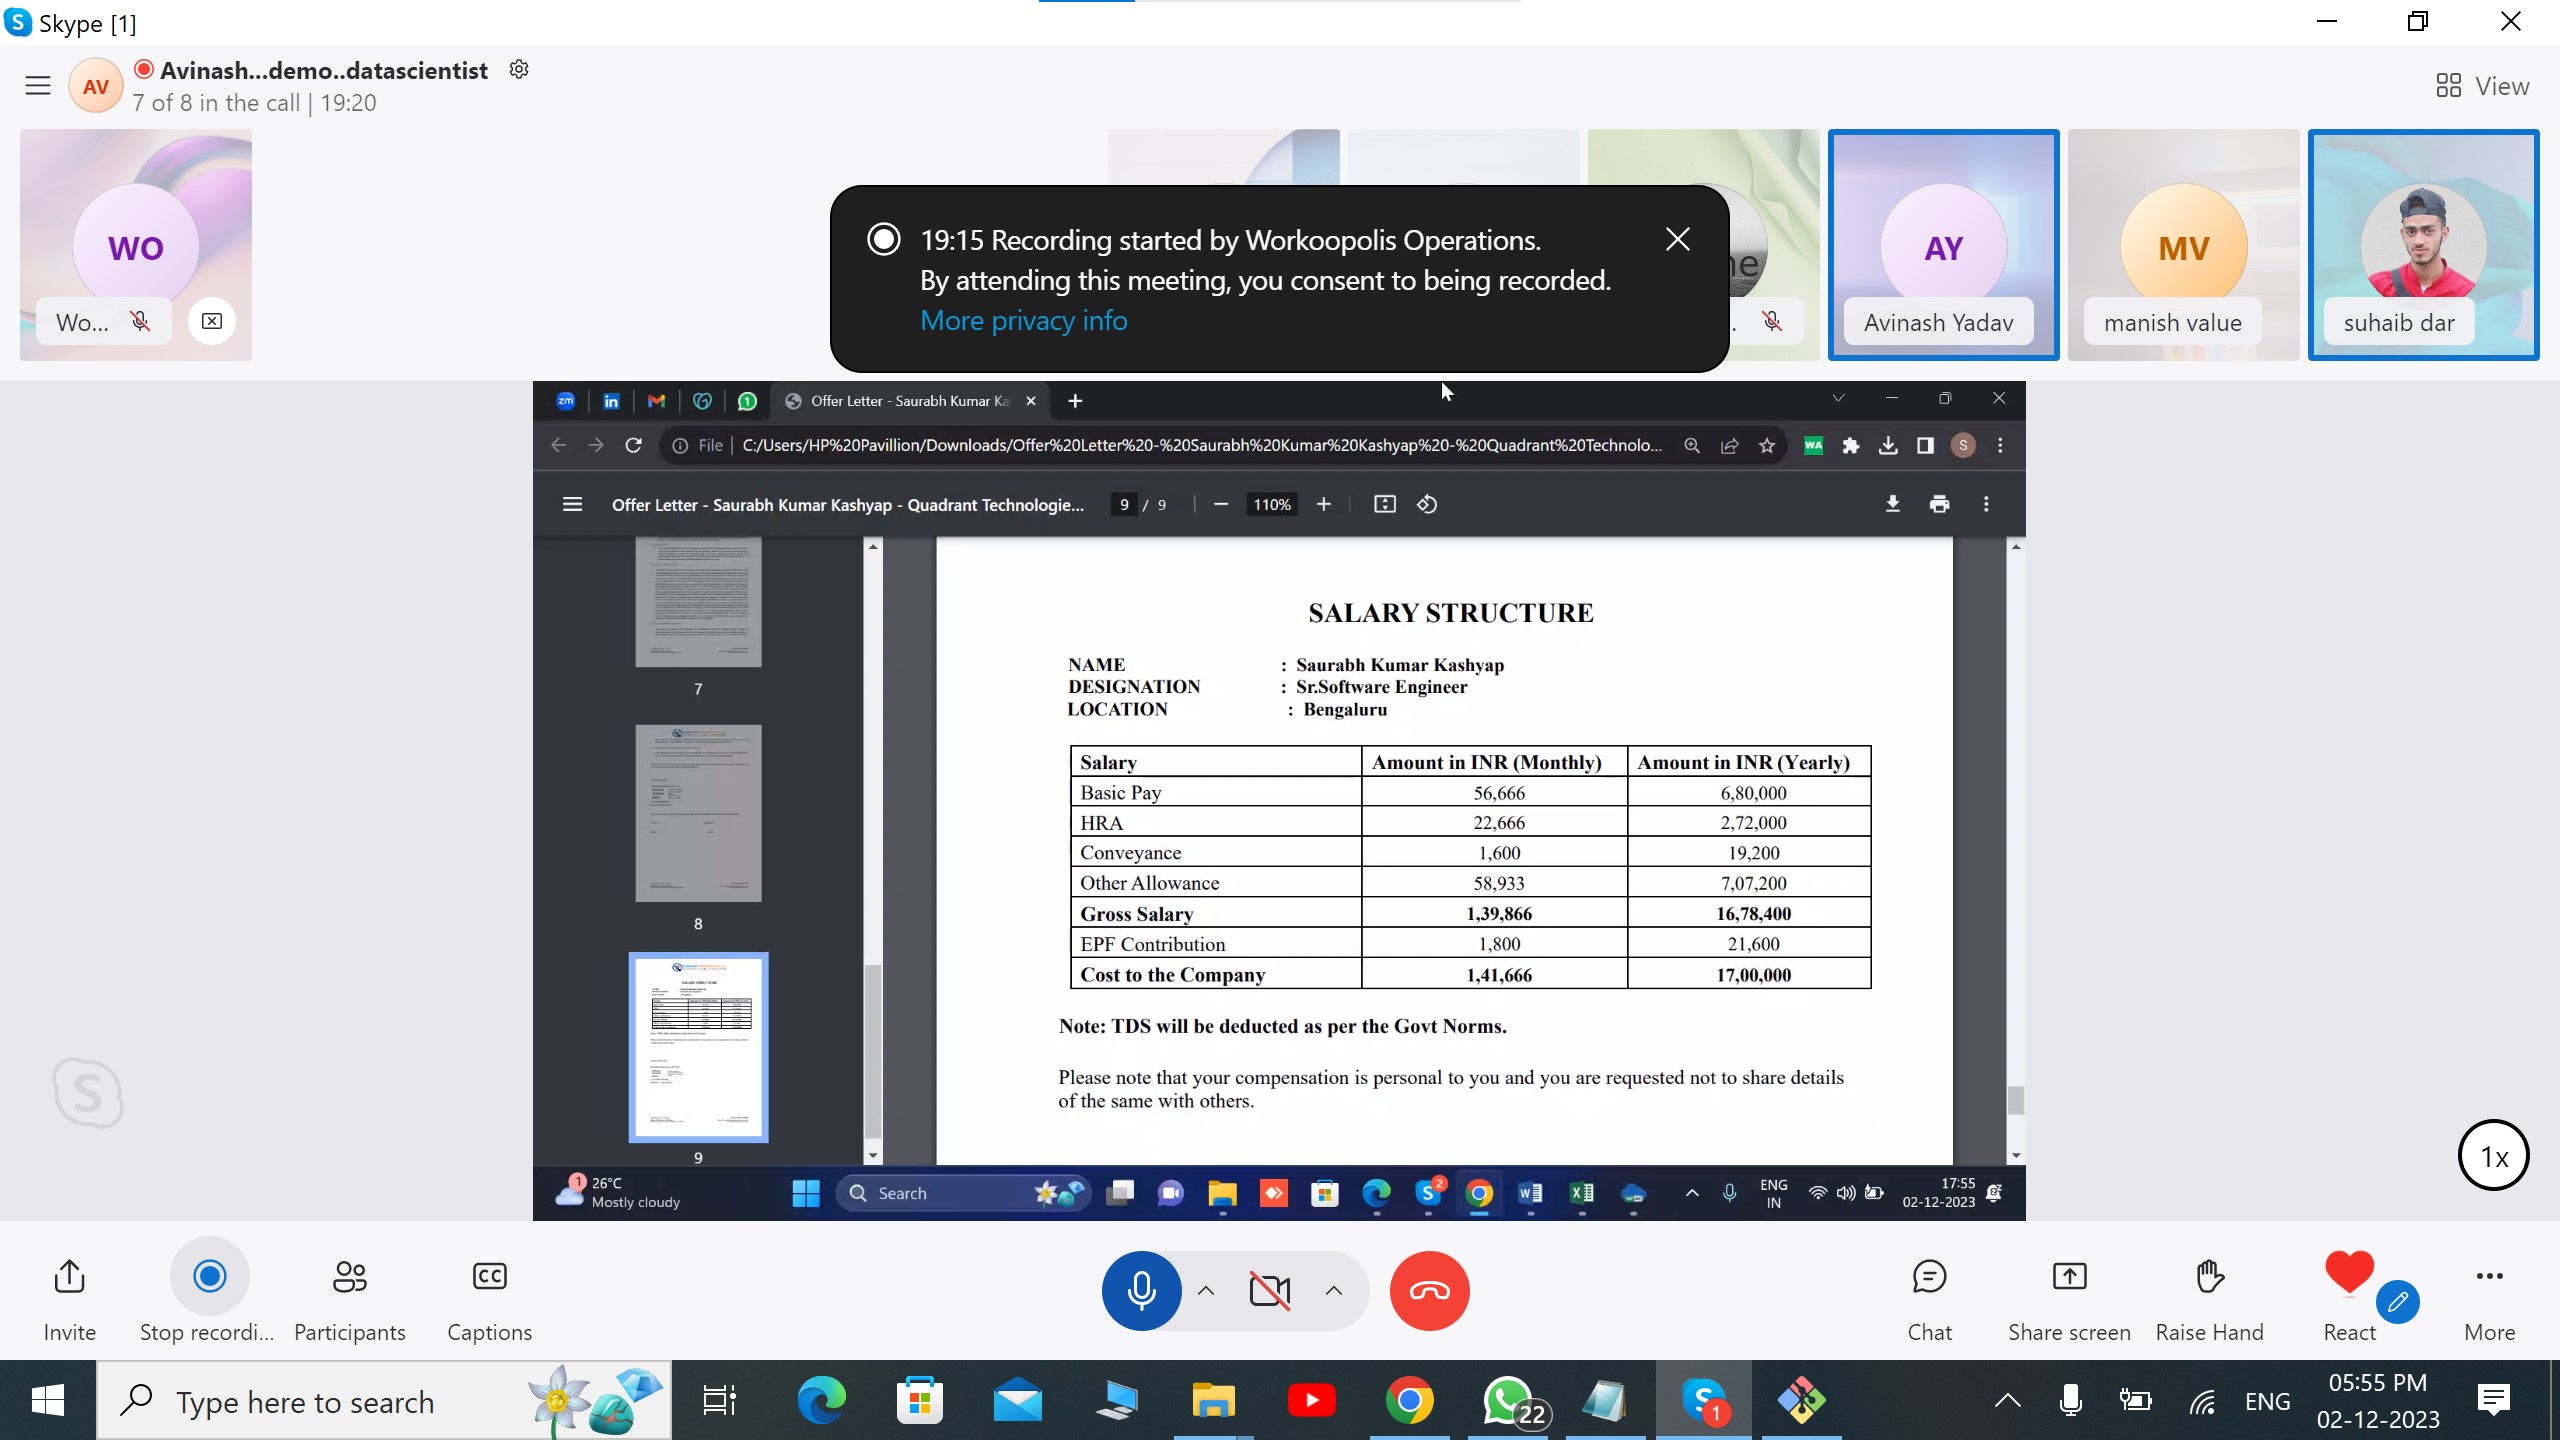 Skype [1]
AV
Avinash...demo..datascientist
7 of 8 in the call | 19:20
View
WO
Wo...
19:15 Recording started by Workoopolis Operations.
By attending this meeting, you consent to being recorded.
More privacy info
AY
Avinash Yadav
MV
manish value
suhaib dar
zm
in
1
Offer Letter - Saurabh Kumar Ka
File
C:/Users/HP%20Pavillion/Downloads/Offer%20Letter%20-%20Saurabh%20Kumar%20Kashyap%20-%20Quadrant%20Technolo...
WA
S
Offer Letter - Saurabh Kumar Kashyap - Quadrant Technologie...
9 / 9
110%
7
8
9
SALARY STRUCTURE
NAME : Saurabh Kumar Kashyap
DESIGNATION : Sr.Software Engineer
LOCATION : Bengaluru
Salary Amount in INR (Monthly) Amount in INR (Yearly)
Basic Pay 56,666 6,80,000
HRA 22,666 2,72,000
Conveyance 1,600 19,200
Other Allowance 58,933 7,07,200
Gross Salary 1,39,866 16,78,400
EPF Contribution 1,800 21,600
Cost to the Company 1,41,666 17,00,000
Note: TDS will be deducted as per the Govt Norms.
Please note that your compensation is personal to you and you are requested not to share details
of the same with others.
1x
1
26°C
Mostly cloudy
Search
2
ENG
IN
17:55
02-12-2023
Invite
Stop recordi...
Participants
CC
Captions
Chat
Share screen
Raise Hand
React
More
Type here to search
22
1
ENG
05:55 PM
02-12-2023